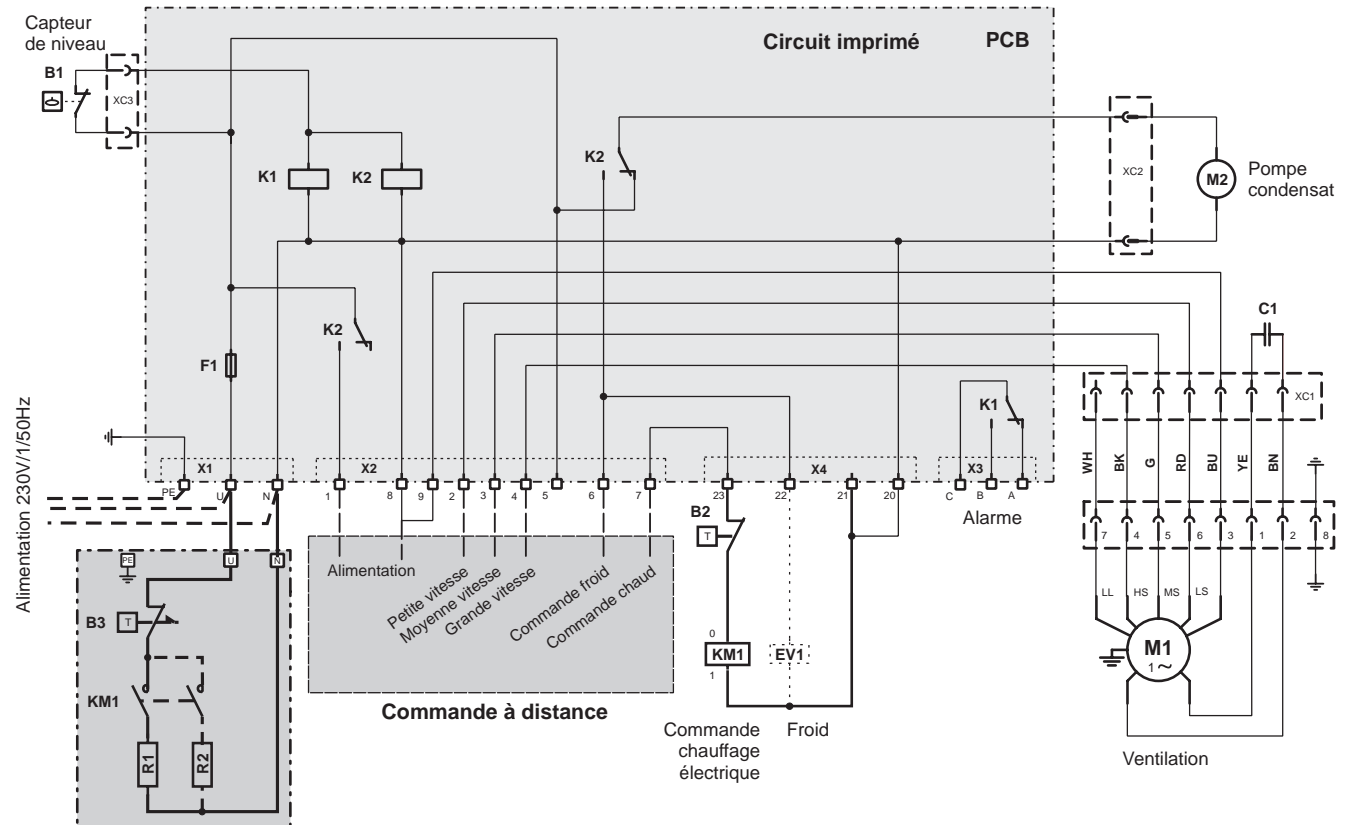 Capteur
de niveau
Circuit imprimé PCB
B1
XC3
K1
K2
K2
XC2
M2
Pompe
condensat
K2
F1
C1
XC1
K1
Alimentation 230V/1/50Hz
X1
X2
X4
X3
PE
U
N
1
8
9
2
3
4
5
6
7
23
22
21
20
C
B
A
Alarme
WH
BK
G
RD
BU
YE
BN
7
4
5
6
3
1
2
8
B2
T
PE
U
N
Alimentation
Petite vitesse
Moyenne vitesse
Grande vitesse
Commande froid
Commande chaud
LL
HS
MS
LS
B3
T
0
KM1
1
EV1
M1
1~
KM1
R1
R2
Commande à distance
Commande
chauffage
électrique
Froid
Ventilation